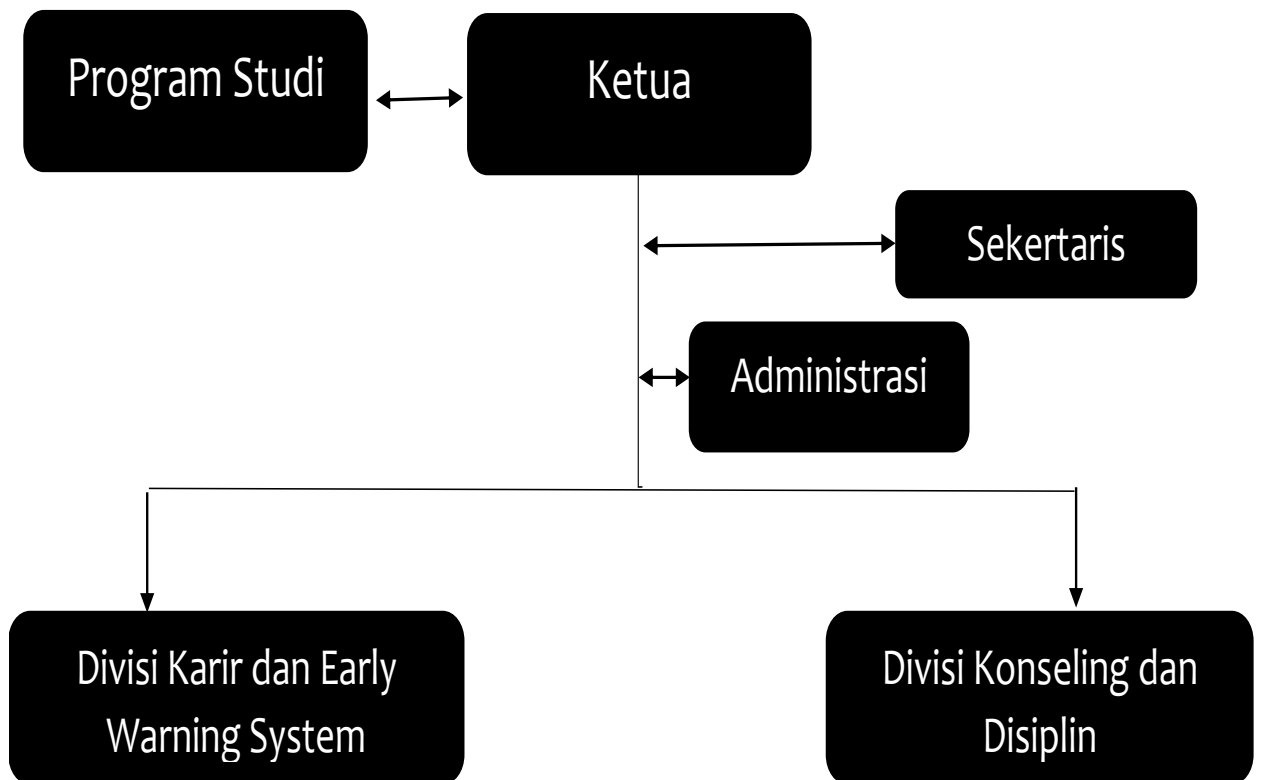 Program Studi
Ketua
Sekertaris
Administrasi
Divisi Karir dan Early
Warning System
Divisi Konseling dan
Disiplin